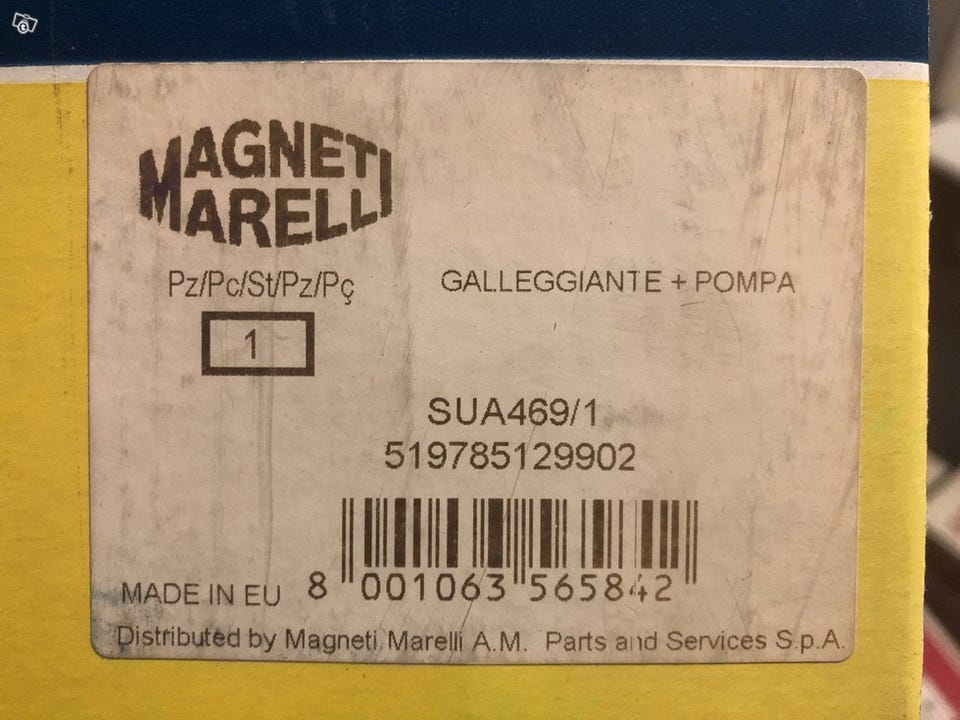 MAGNETI
MARELLI
Pz/Pc/St/Pz/Pç
GALLEGGIANTE + POMPA
1
SUA469/1
519785129902
MADE IN EU
8 001063 565842
Distributed by Magneti Marelli A.M. Parts and Services S.p.A.